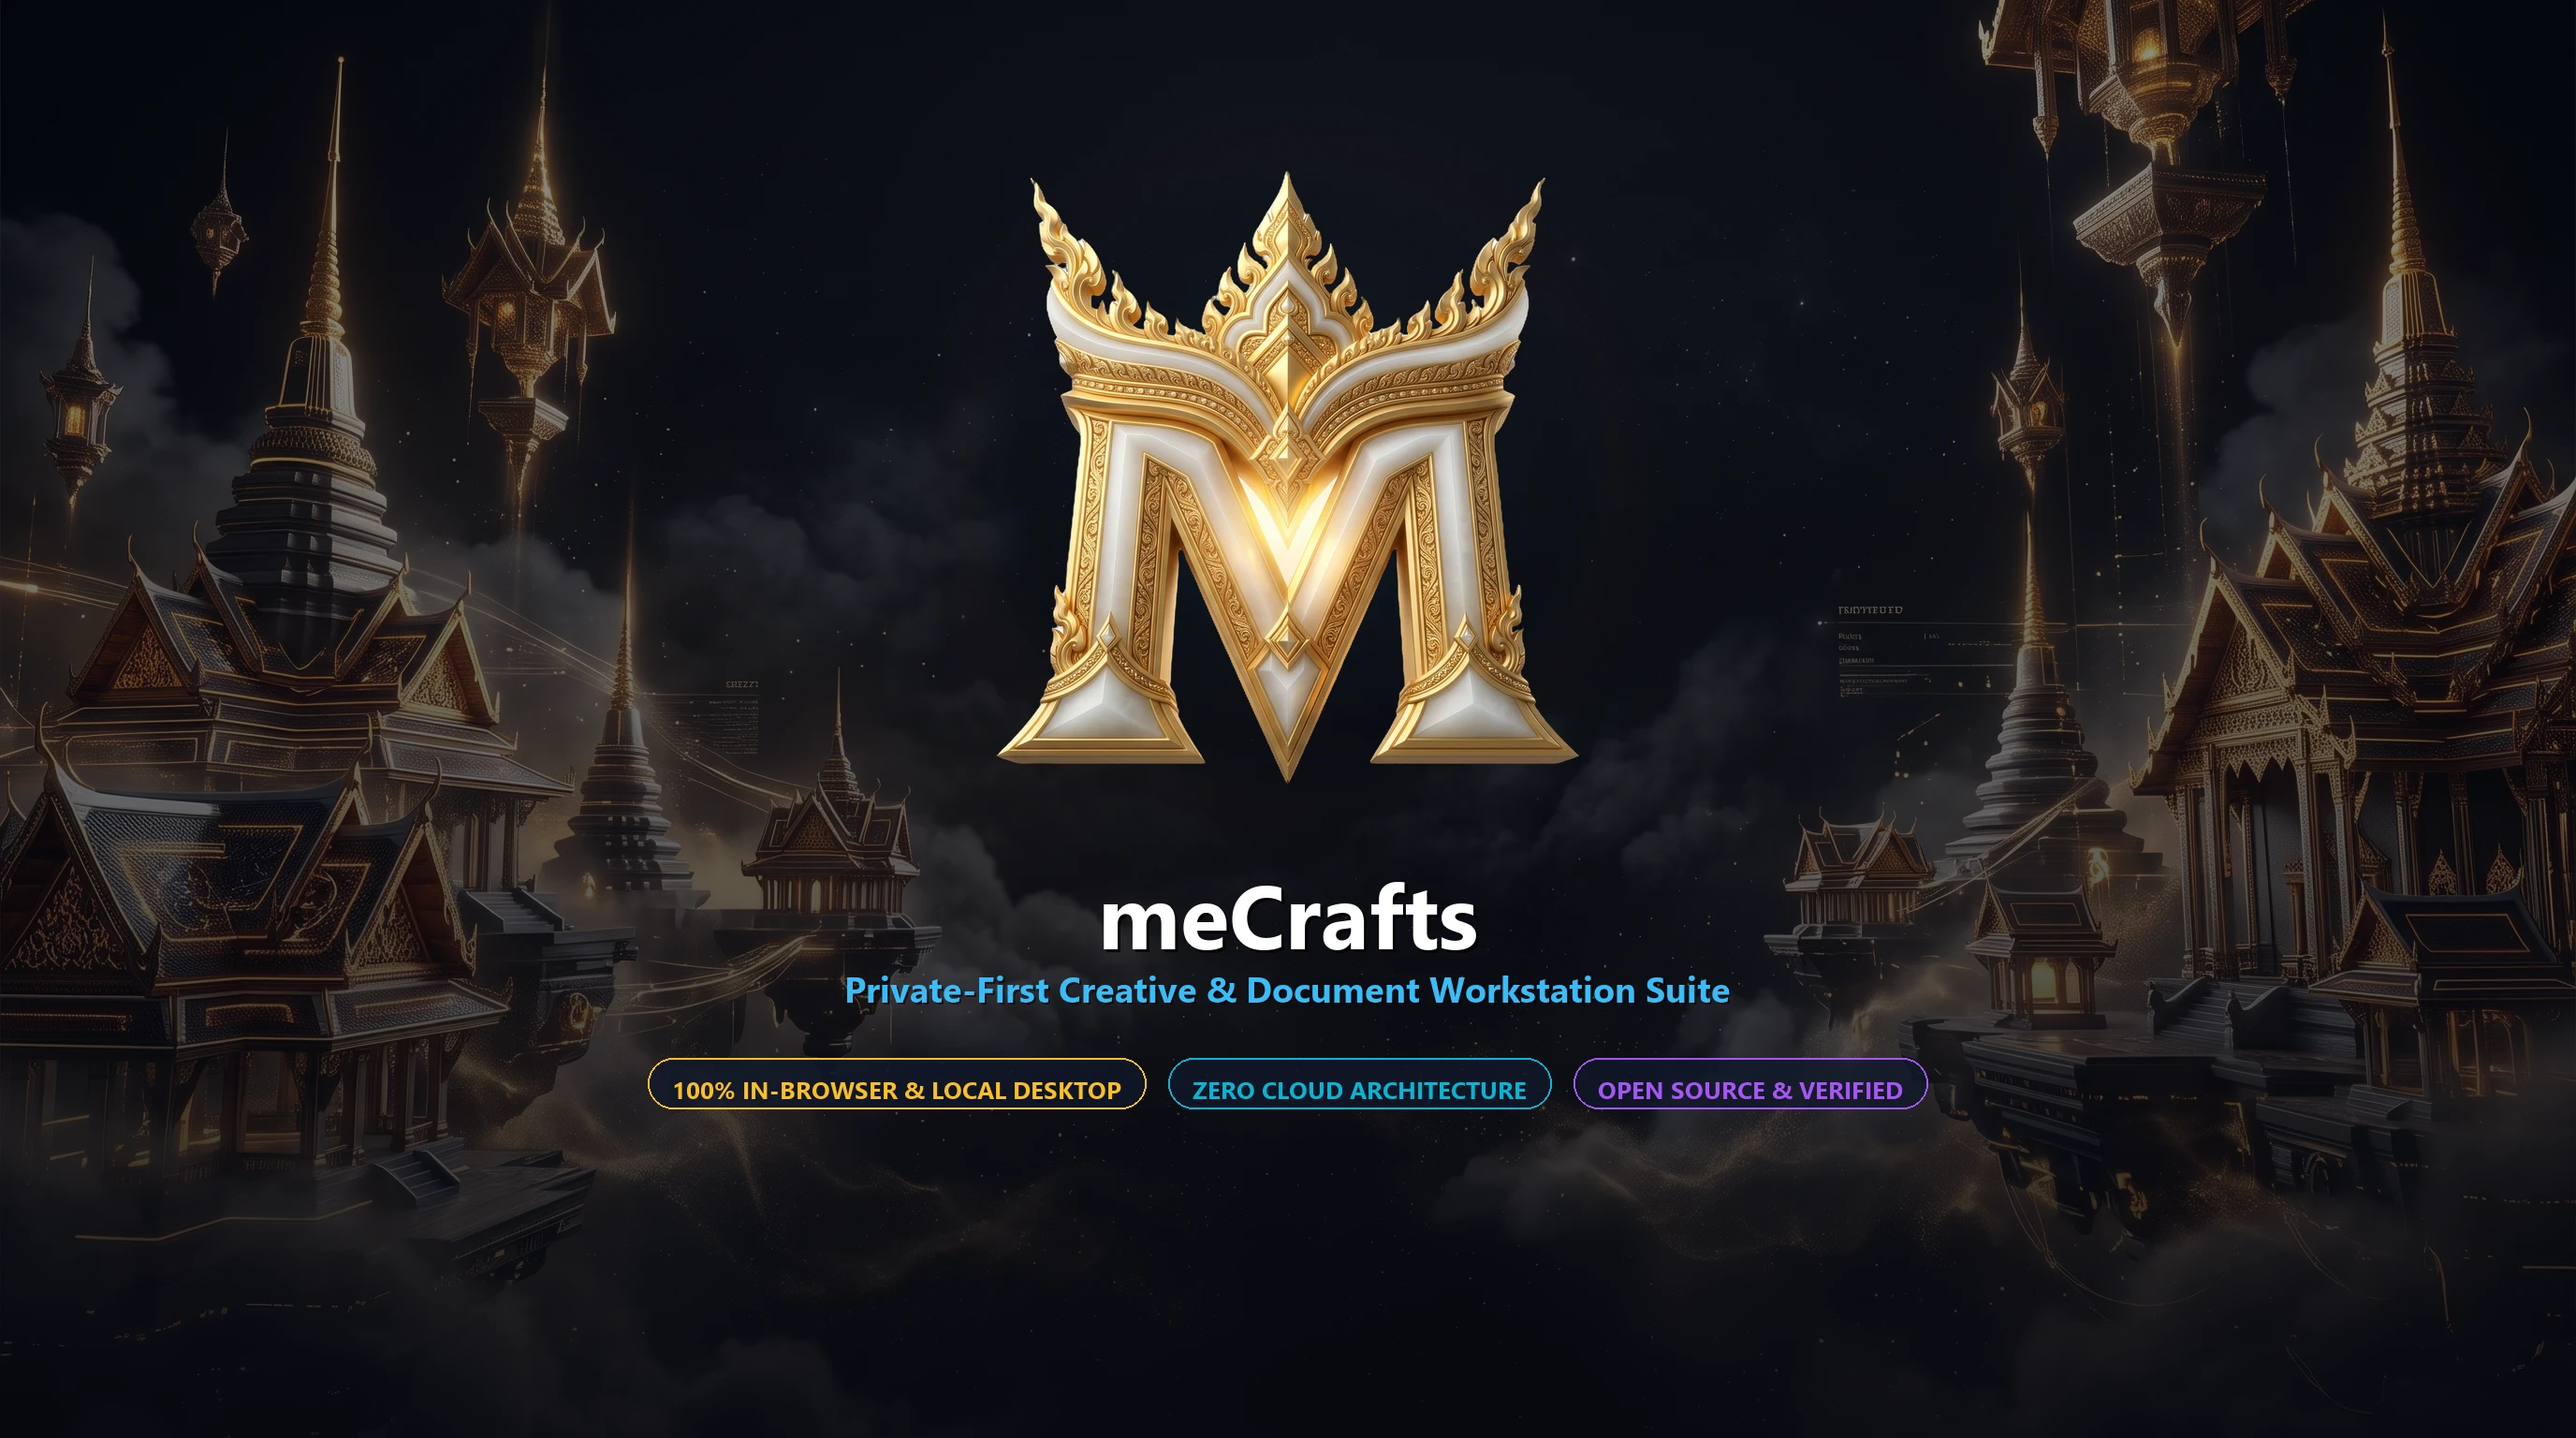 M
meCrafts
Private-First Creative & Document Workstation Suite
100% IN-BROWSER & LOCAL DESKTOP
ZERO CLOUD ARCHITECTURE
OPEN SOURCE & VERIFIED